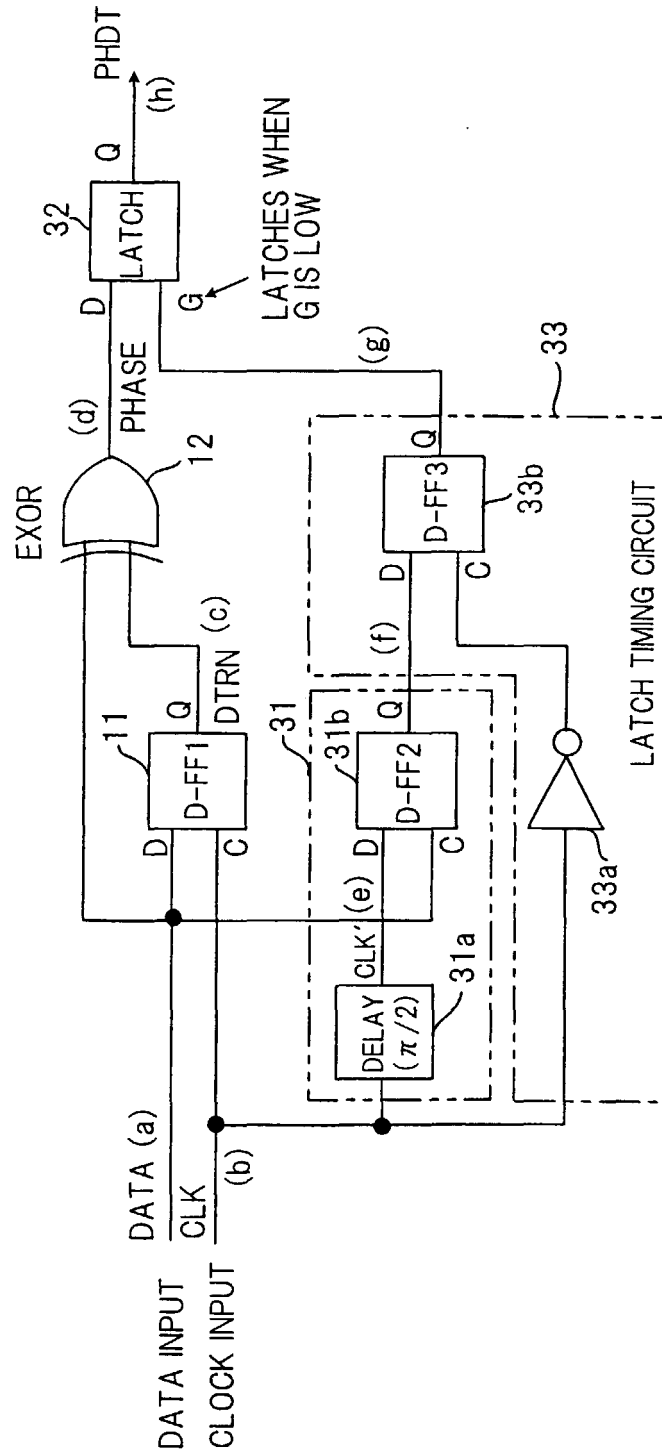 DATA INPUT
DATA (a)
CLOCK INPUT
CLK
(b)
11
D
D-FF1
Q
C
DTRN
(c)
EXOR
12
(d)
PHASE
32
D
LATCH
Q
G
PHDT
(h)
LATCHES WHEN
G IS LOW
31
DELAY
(π/2)
31a
CLK' (e)
D
31b
D-FF2
Q
C
(f)
33
D
D-FF3
Q
C
33b
(g)
33a
LATCH TIMING CIRCUIT